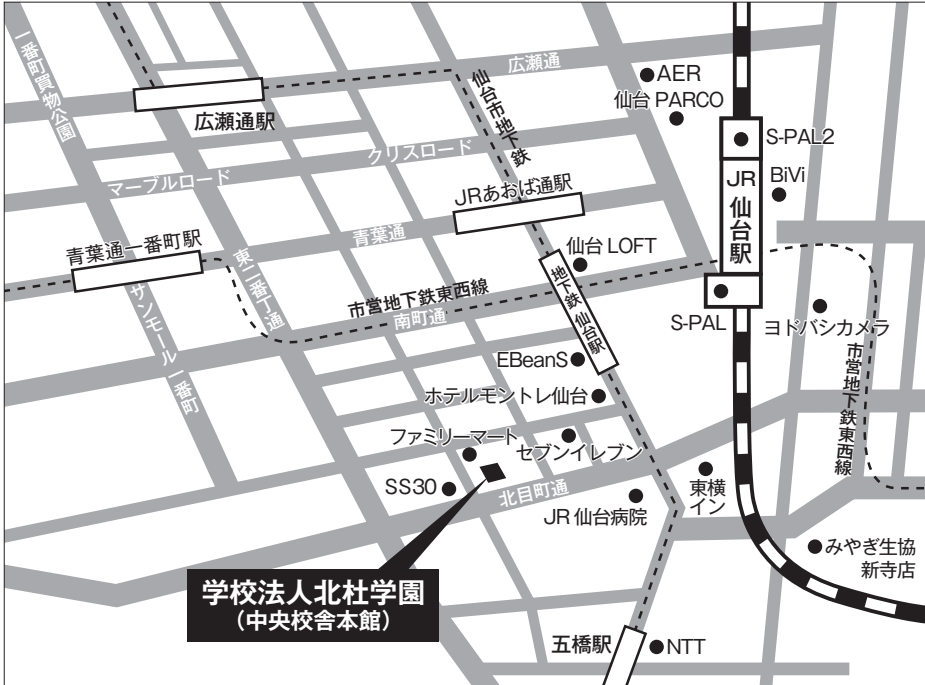 一番町買物公園
広瀬通
AER
仙台市地下鉄
仙台 PARCO
広瀬通駅
S-PAL2
クリスロード
マーブルロード
JR
仙台駅
BiVi
JRあおば通駅
青葉通
青葉通一番町駅
東二番丁通
仙台 LOFT
地下鉄 仙台駅
サンモール一番町
市営地下鉄東西線
南町通
S-PAL
ヨドバシカメラ
市営地下鉄東西線
EBeanS
ホテルモントレ仙台
ファミリーマート
セブンイレブン
SS30
北目町通
JR 仙台病院
東横
イン
みやぎ生協
新寺店
学校法人北杜学園
（中央校舎本館）
五橋駅
NTT